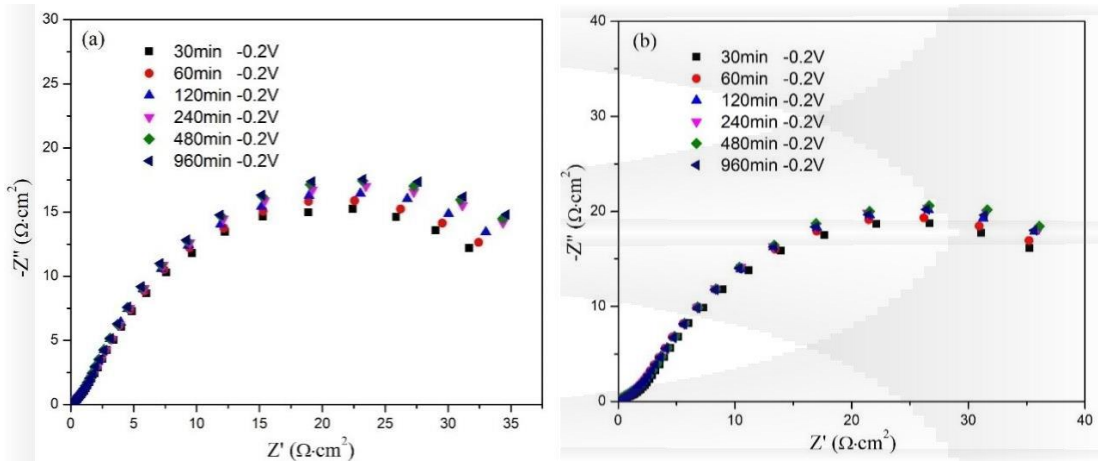 (a)
30min -0.2V
60min -0.2V
120min -0.2V
240min -0.2V
480min -0.2V
960min -0.2V
30
25
20
15
10
5
0
0 5 10 15 20 25 30 35
-Z'' (Ω·cm²)
Z' (Ω·cm²)
(b)
30min -0.2V
60min -0.2V
120min -0.2V
240min -0.2V
480min -0.2V
960min -0.2V
40
30
20
10
0
0 10 20 30 40
-Z'' (Ω·cm²)
Z' (Ω·cm²)